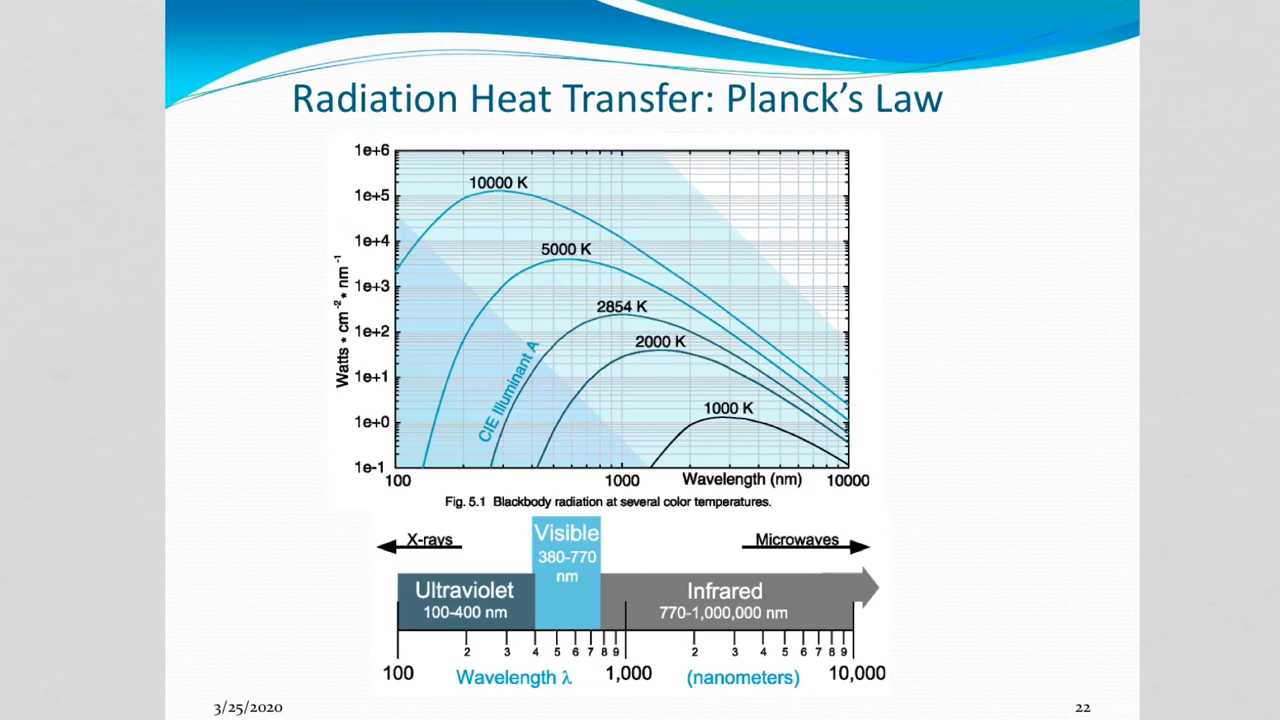 Radiation Heat Transfer: Planck's Law
1e+6
1e+5
1e+4
1e+3
1e+2
1e+1
1e+0
1e-1
Watts * cm⁻² * nm⁻¹
10000 K
5000 K
2854 K
2000 K
1000 K
CIE Illuminant A
100
1000
Wavelength (nm)
10000
Fig. 5.1 Blackbody radiation at several color temperatures.
X-rays
Visible
380-770
nm
Microwaves
Ultraviolet
100-400 nm
Infrared
770-1,000,000 nm
2 3 4 5 6 7 8 9 2 3 4 5 6 7 8 9
100 Wavelength λ 1,000 (nanometers) 10,000
3/25/2020
22